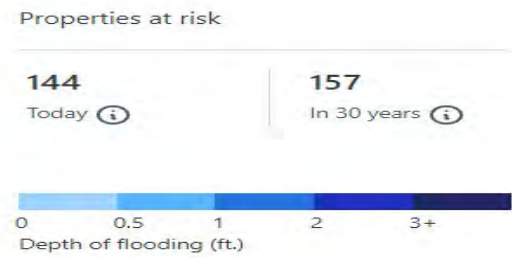 Properties at risk
144 157
Today In 30 years
0 0.5 1 2 3+
Depth of flooding (ft.)